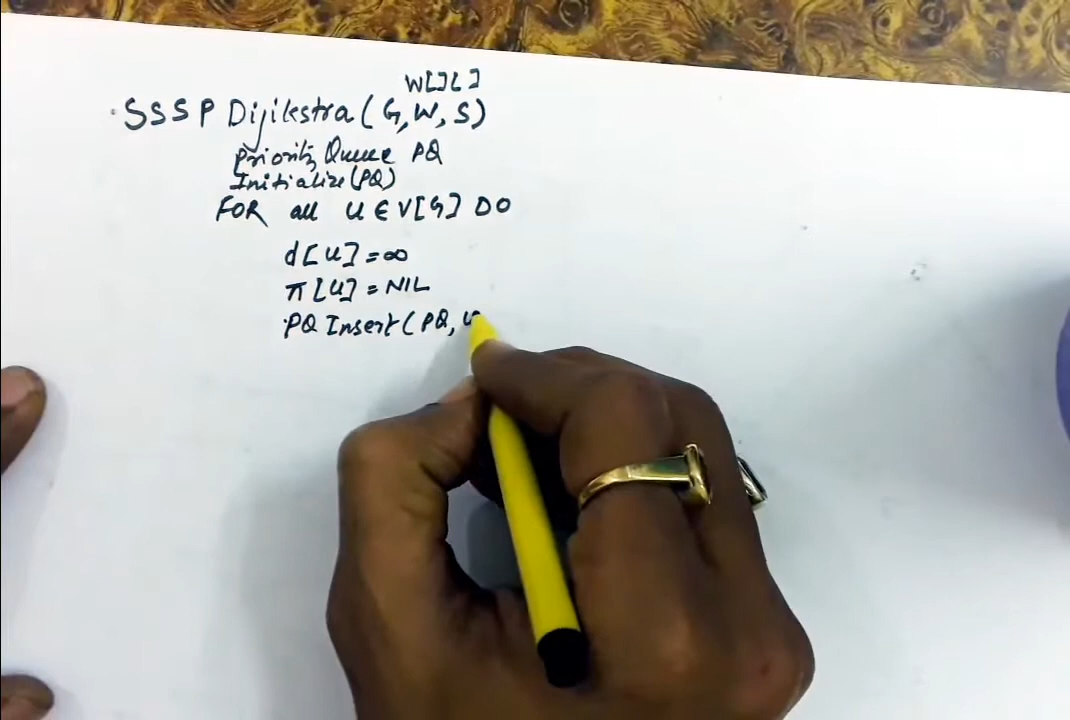 W[][]
SSSP Dijikstra(G,W,S)
Priority Queue PQ
Initialize(PQ)
FOR all u ∈ V[G] DO
d[u]=∞
π[u]=NIL
PQ Insert(PQ, u